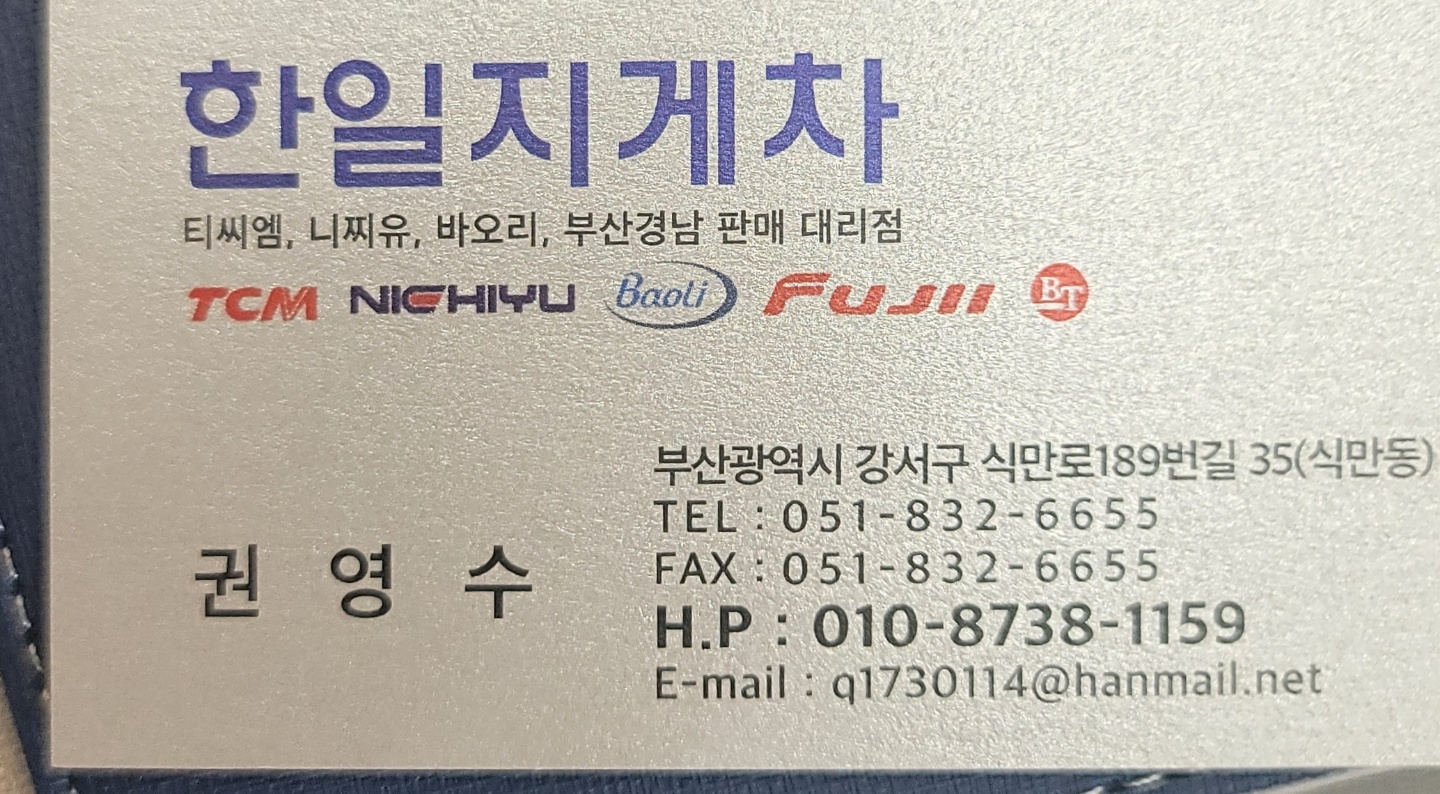 한일지게차
티씨엠, 니찌유, 바오리, 부산경남 판매 대리점
TCM NICHIYU Baoli FUJII BT
부산광역시 강서구 식만로189번길 35(식만동)
TEL : 051-832-6655
FAX : 051-832-6655
권 영 수
H.P : 010-8738-1159
E-mail : q1730114@hanmail.net